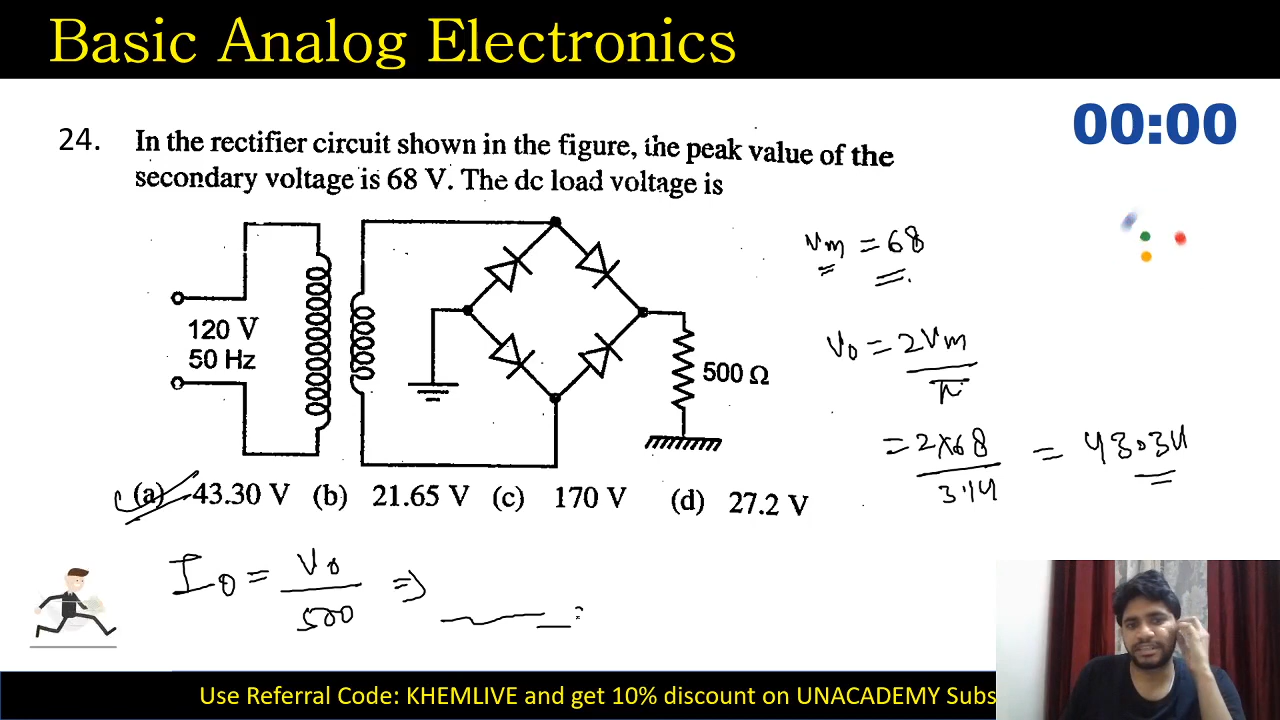 Basic Analog Electronics
00:00
24. In the rectifier circuit shown in the figure, the peak value of the
secondary voltage is 68 V. The dc load voltage is
120 V
50 Hz
500 Ω
Vm = 68
V0 = 2Vm
π
= 2×68
3.14
= 43.34
(a) 43.30 V (b) 21.65 V (c) 170 V (d) 27.2 V
I0 = V0
500
⇒
Use Referral Code: KHEMLIVE and get 10% discount on UNACADEMY Subs